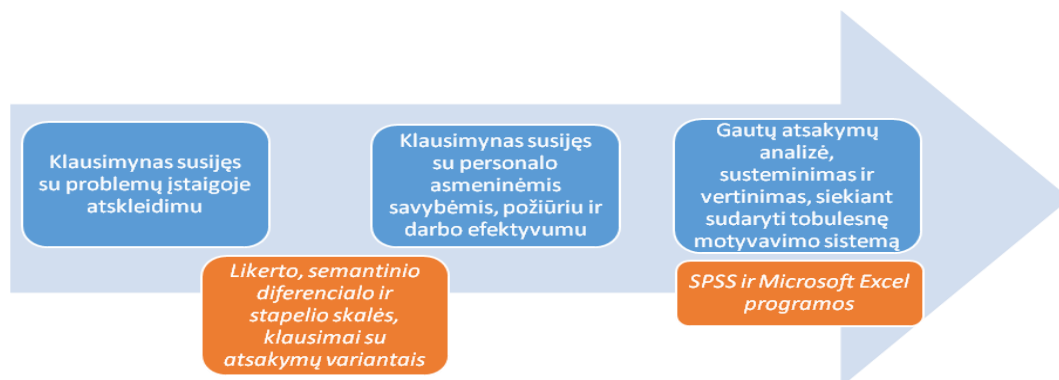 Klausimynas susijęs
su problemų įstaigoje
atskleidimu
Klausimynas susijęs
su personalo
asmeninėmis
savybėmis, požiūriu ir
darbo efektyvumu
Gautų atsakymų
analizė,
susteminimas ir
vertinimas, siekiant
sudaryti tobulesnę
motyvavimo sistemą
Likerto, semantinio
diferencialo ir
stapelio skalės,
klausimai su
atsakymų variantais
SPSS ir Microsoft Excel
programos